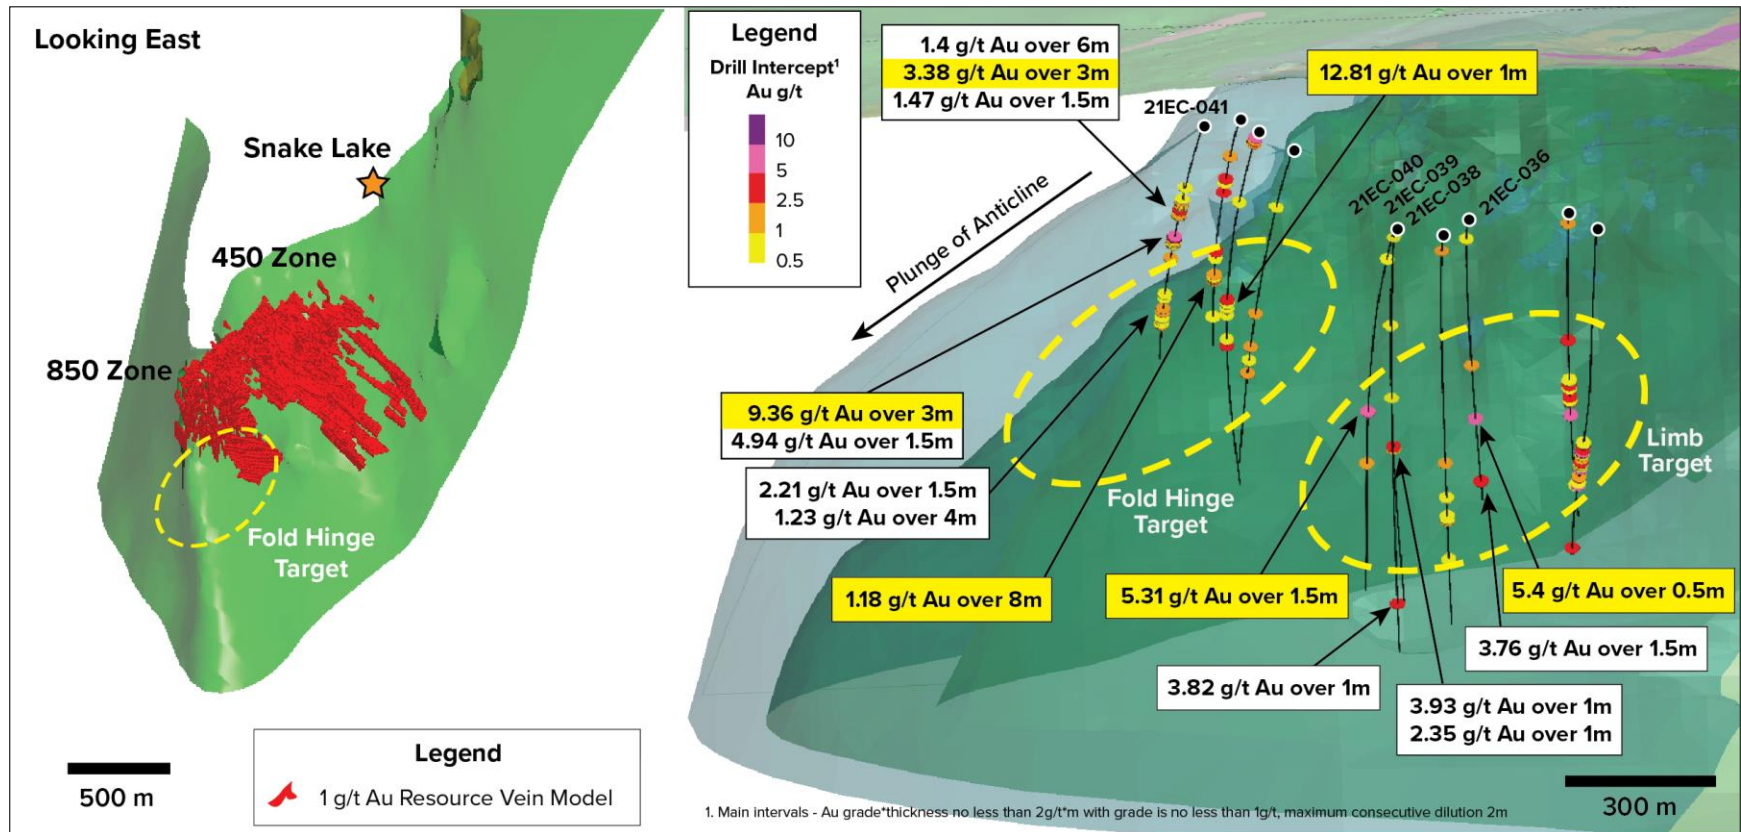 Looking East
Snake Lake
450 Zone
850 Zone
Fold Hinge
Target
500 m
Legend
1 g/t Au Resource Vein Model
Legend
Drill Intercept¹
Au g/t
10
5
2.5
1
0.5
1.4 g/t Au over 6m
3.38 g/t Au over 3m
1.47 g/t Au over 1.5m
12.81 g/t Au over 1m
21EC-041
21EC-040
21EC-039
21EC-038
21EC-036
Plunge of Anticline
9.36 g/t Au over 3m
4.94 g/t Au over 1.5m
2.21 g/t Au over 1.5m
1.23 g/t Au over 4m
Fold Hinge
Target
Limb
Target
1.18 g/t Au over 8m
5.31 g/t Au over 1.5m
5.4 g/t Au over 0.5m
3.76 g/t Au over 1.5m
3.82 g/t Au over 1m
3.93 g/t Au over 1m
2.35 g/t Au over 1m
300 m
1. Main intervals - Au grade*thickness no less than 2g/t*m with grade is no less than 1g/t, maximum consecutive dilution 2m